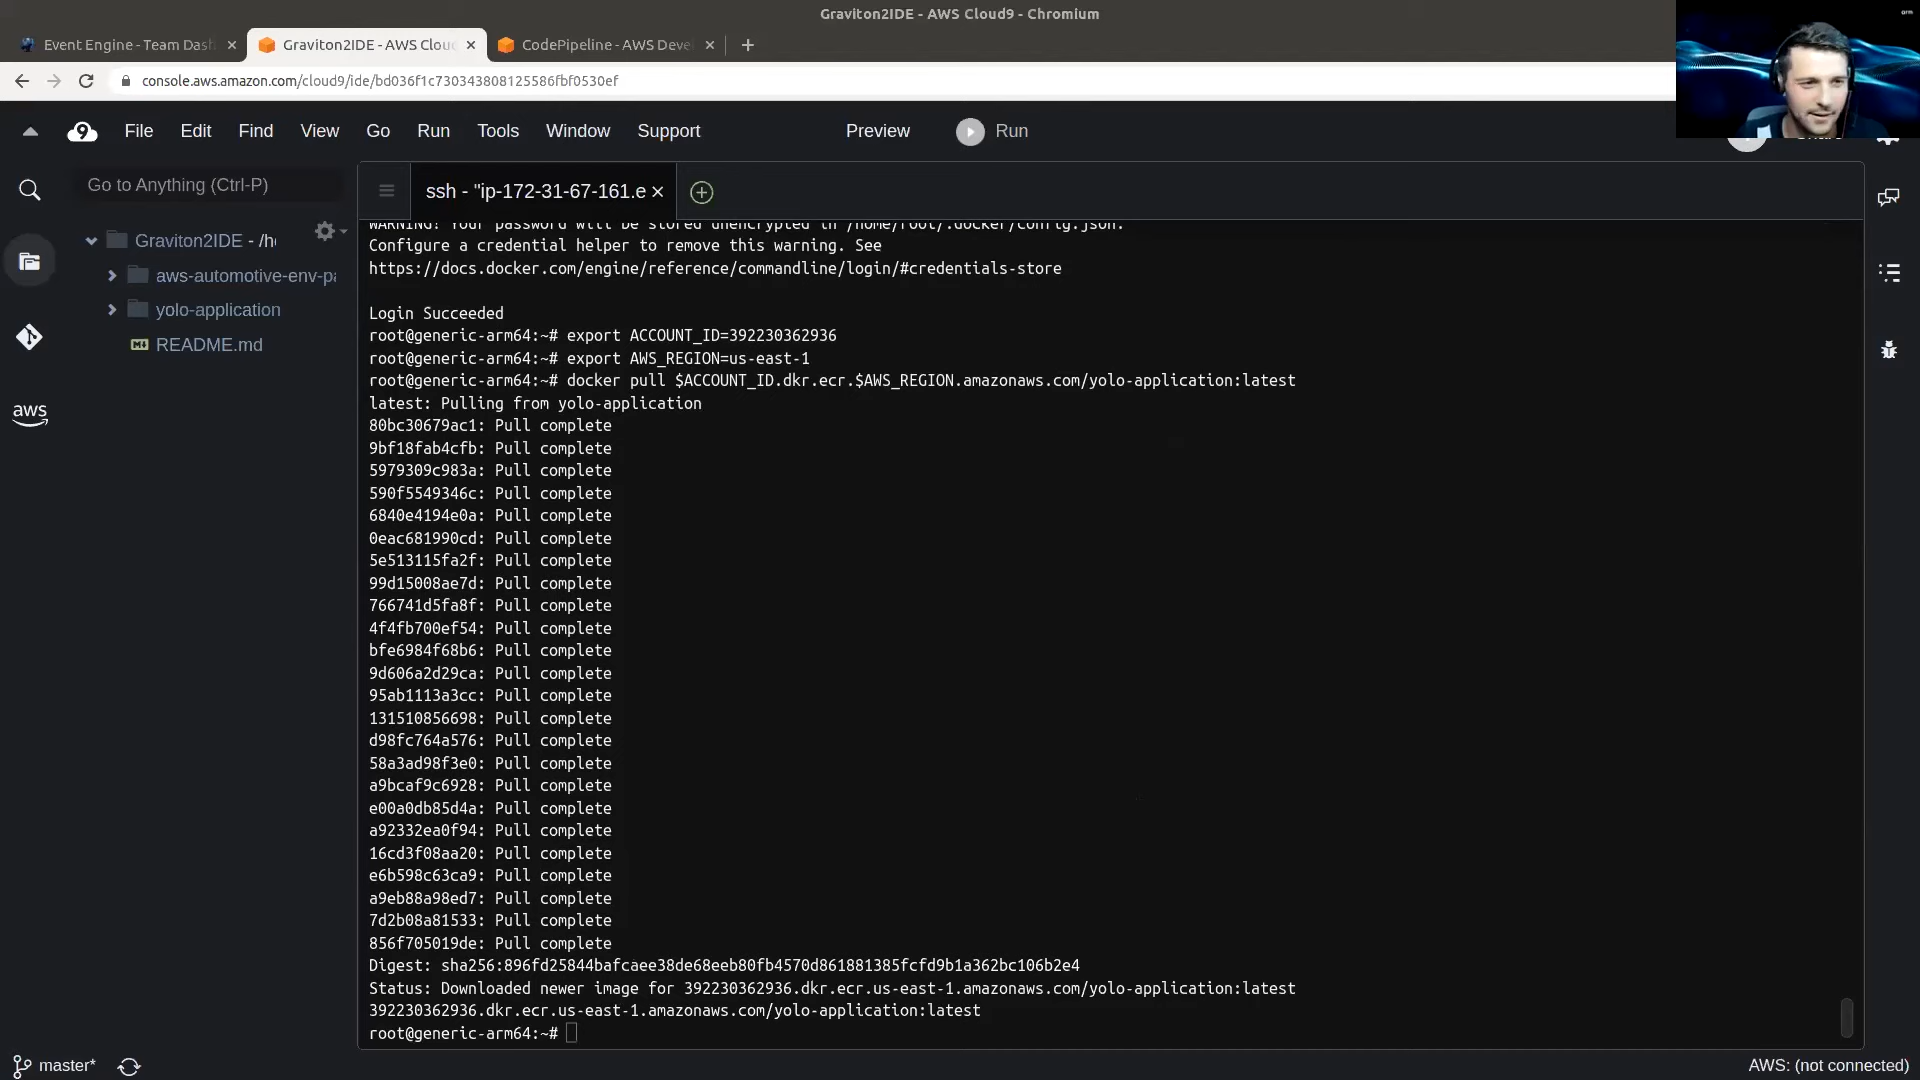 Graviton2IDE - AWS Cloud9 - Chromium
Event Engine - Team Dash
Graviton2IDE - AWS Clou
CodePipeline - AWS Deve
console.aws.amazon.com/cloud9/ide/bd036f1c730343808125586fbf0530ef
arm
9 File Edit Find View Go Run Tools Window Support Preview Run
Go to Anything (Ctrl-P)
ssh - "ip-172-31-67-161.e
Graviton2IDE - /h
aws-automotive-env-pa
yolo-application
README.md
aws
WARNING! Your password will be stored unencrypted in /home/root/.docker/config.json.
Configure a credential helper to remove this warning. See
https://docs.docker.com/engine/reference/commandline/login/#credentials-store
Login Succeeded
root@generic-arm64:~# export ACCOUNT_ID=392230362936
root@generic-arm64:~# export AWS_REGION=us-east-1
root@generic-arm64:~# docker pull $ACCOUNT_ID.dkr.ecr.$AWS_REGION.amazonaws.com/yolo-application:latest
latest: Pulling from yolo-application
80bc30679ac1: Pull complete
9bf18fab4cfb: Pull complete
5979309c983a: Pull complete
590f5549346c: Pull complete
6840e4194e0a: Pull complete
0eac681990cd: Pull complete
5e513115fa2f: Pull complete
99d15008ae7d: Pull complete
766741d5fa8f: Pull complete
4f4fb700ef54: Pull complete
bfe6984f68b6: Pull complete
9d606a2d29ca: Pull complete
95ab1113a3cc: Pull complete
131510856698: Pull complete
d98fc764a576: Pull complete
58a3ad98f3e0: Pull complete
a9bcaf9c6928: Pull complete
e00a0db85d4a: Pull complete
a92332ea0f94: Pull complete
16cd3f08aa20: Pull complete
e6b598c63ca9: Pull complete
a9eb88a98ed7: Pull complete
7d2b08a81533: Pull complete
856f705019de: Pull complete
Digest: sha256:896fd25844bafcaee38de68eeb80fb4570d861881385fcfd9b1a362bc106b2e4
Status: Downloaded newer image for 392230362936.dkr.ecr.us-east-1.amazonaws.com/yolo-application:latest
392230362936.dkr.ecr.us-east-1.amazonaws.com/yolo-application:latest
root@generic-arm64:~#
master*
AWS: (not connected)